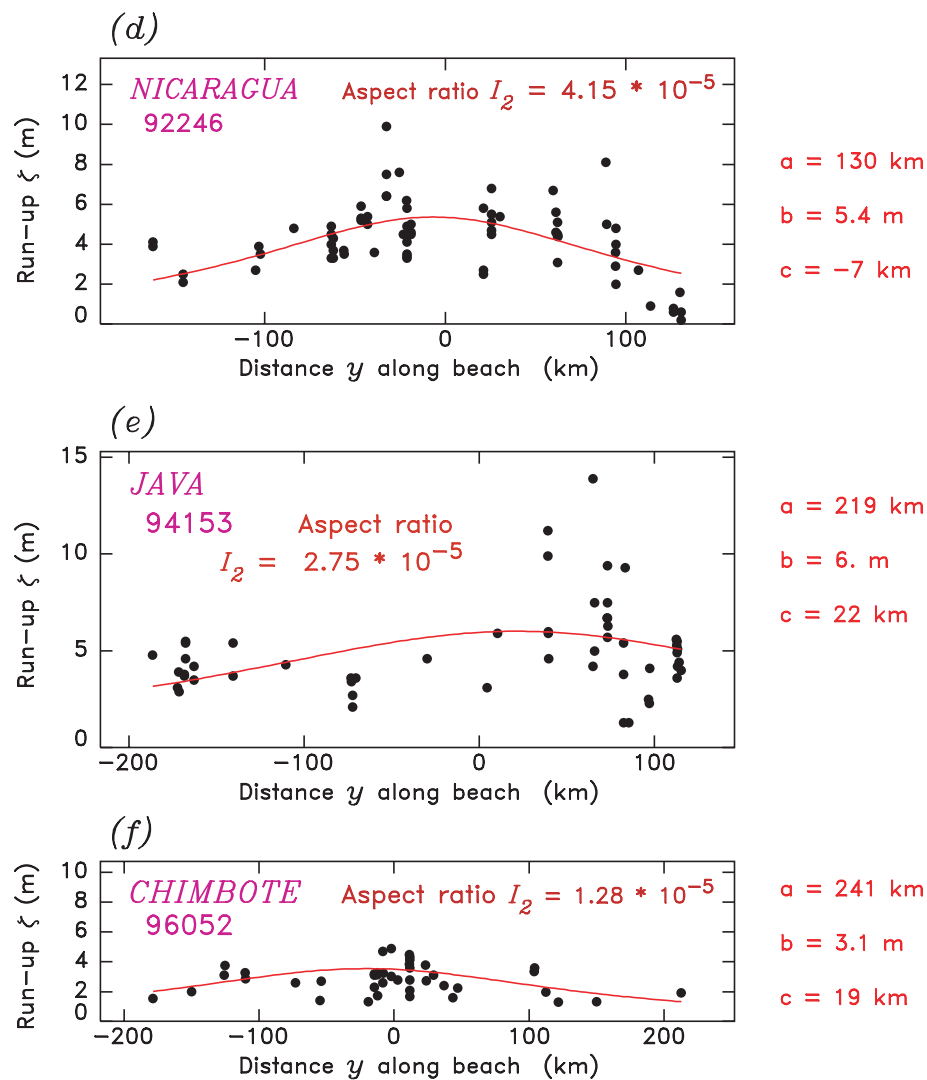 (d)
NICARAGUA
92246
Aspect ratio I2 = 4.15 * 10−5
12
10
8
6
4
2
0
Run−up ζ (m)
−100 0 100
Distance y along beach (km)
a = 130 km
b = 5.4 m
c = −7 km
(e)
JAVA
94153
Aspect ratio
I2 = 2.75 * 10−5
15
10
5
0
Run−up ζ (m)
−200 −100 0 100
Distance y along beach (km)
a = 219 km
b = 6. m
c = 22 km
(f)
CHIMBOTE
96052
Aspect ratio I2 = 1.28 * 10−5
10
8
6
4
2
0
Run−up ζ (m)
−200 −100 0 100 200
Distance y along beach (km)
a = 241 km
b = 3.1 m
c = 19 km